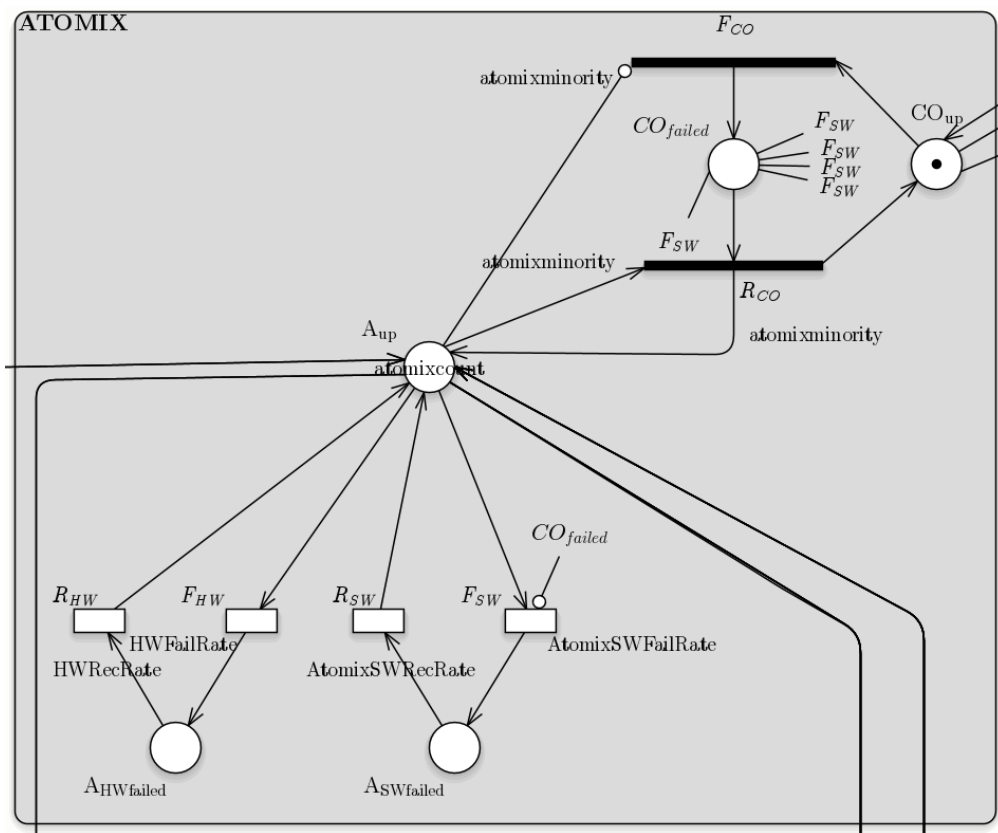 ATOMIX
F_CO
atomixminority
CO_up
CO_failed
F_SW
F_SW
F_SW
F_SW
F_SW
atomixminority
R_CO
A_up
atomixminority
atomixcount
CO_failed
R_HW
F_HW
R_SW
F_SW
HWFailRate
AtomixSWFailRate
HWRecRate
AtomixSWRecRate
A_HWfailed
A_SWfailed